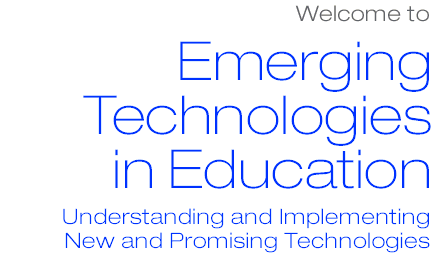 Welcome to
Emerging
Technologies
in Education
Understanding and Implementing
New and Promising Technologies